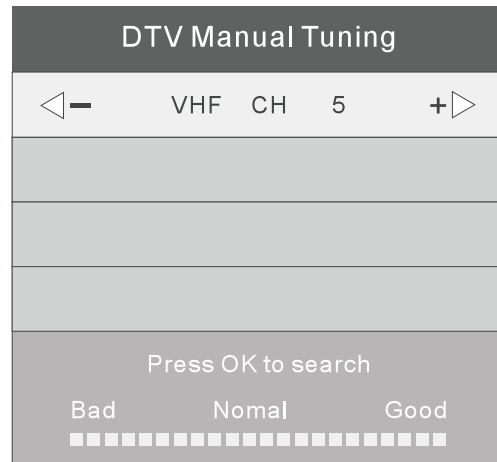 DTV Manual Tuning
− VHF CH 5 +
Press OK to search
Bad Nomal Good